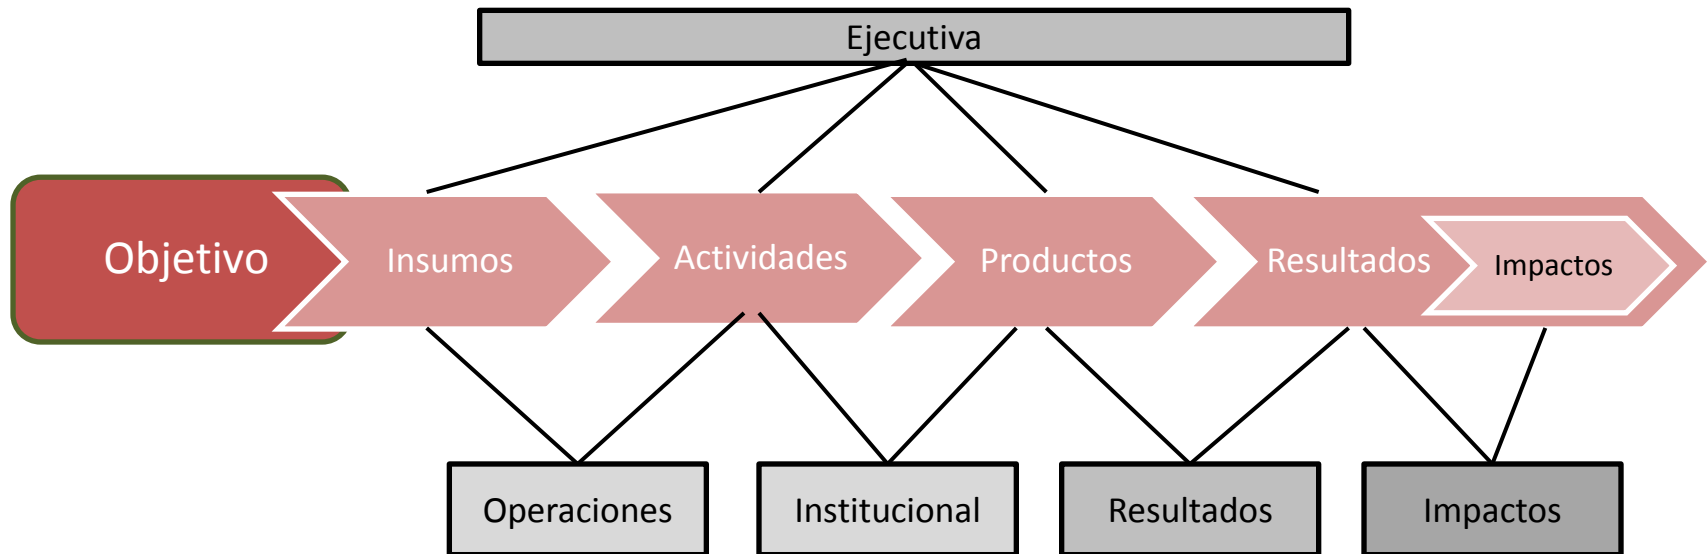 Ejecutiva
Objetivo
Insumos
Actividades
Productos
Resultados
Impactos
Operaciones
Institucional
Resultados
Impactos